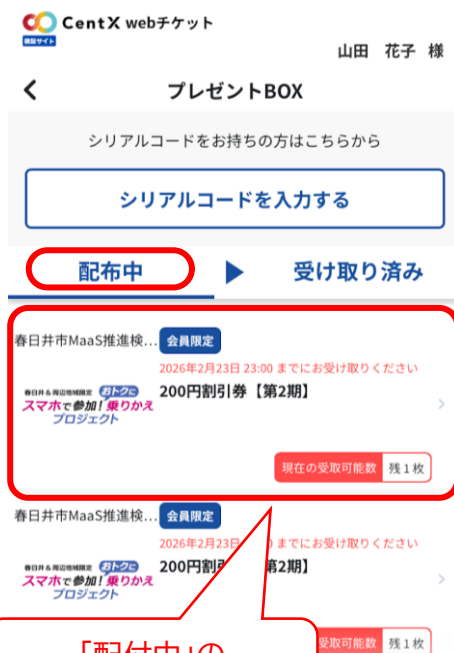 CentX webチケット
検証サイト
山田 花子 様
プレゼントBOX
シリアルコードをお持ちの方はこちらから
シリアルコードを入力する
配布中
受け取り済み
春日井市MaaS推進検...
会員限定
2026年2月23日 23:00 までにお受け取りください
200円割引券【第2期】
春日井&周辺地域限定 おトクに
スマホで参加!乗りかえ
プロジェクト
現在の受取可能数 残1枚
春日井市MaaS推進検...
会員限定
2026年2月23日 0 までにお受け取りください
200円割 第2期】
春日井&周辺地域限定 おトクに
スマホで参加!乗りかえ
プロジェクト
受取可能数 残1枚
「配付中」の